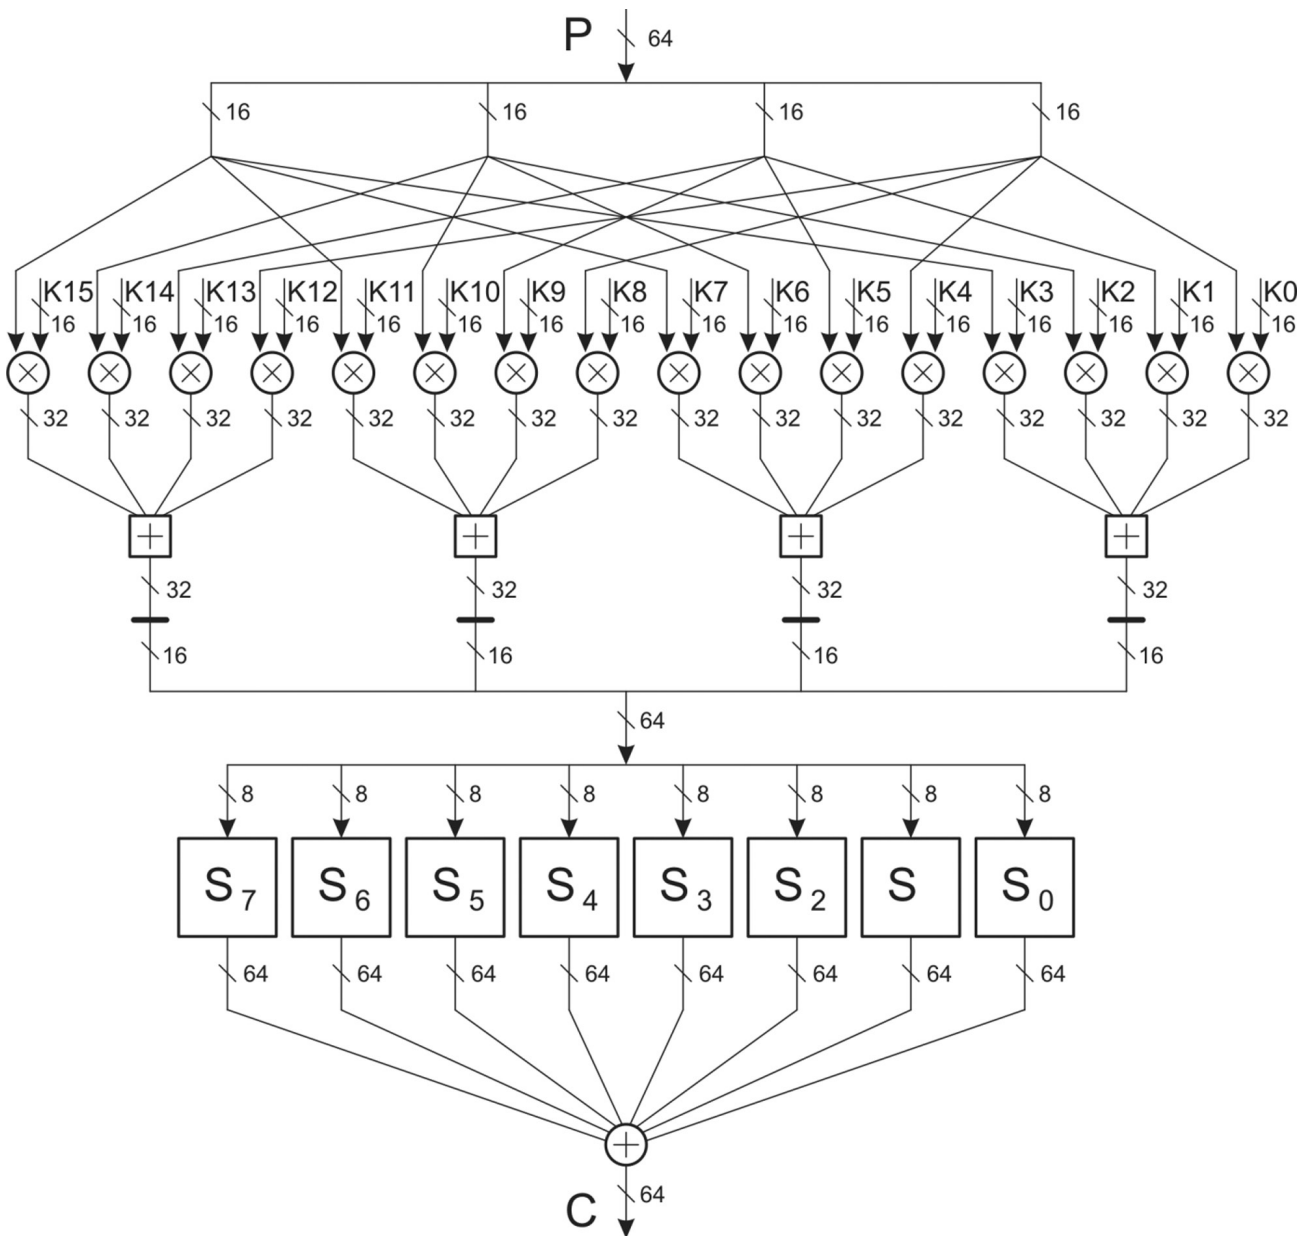 P 64
16 16 16 16
K15 K14 K13 K12 K11 K10 K9 K8 K7 K6 K5 K4 K3 K2 K1 K0
16 16 16 16 16 16 16 16 16 16 16 16 16 16 16 16
32 32 32 32 32 32 32 32 32 32 32 32 32 32 32 32
32 32 32 32
16 16 16 16
64
8 8 8 8 8 8 8 8
S7 S6 S5 S4 S3 S2 S S0
64 64 64 64 64 64 64 64
64
C